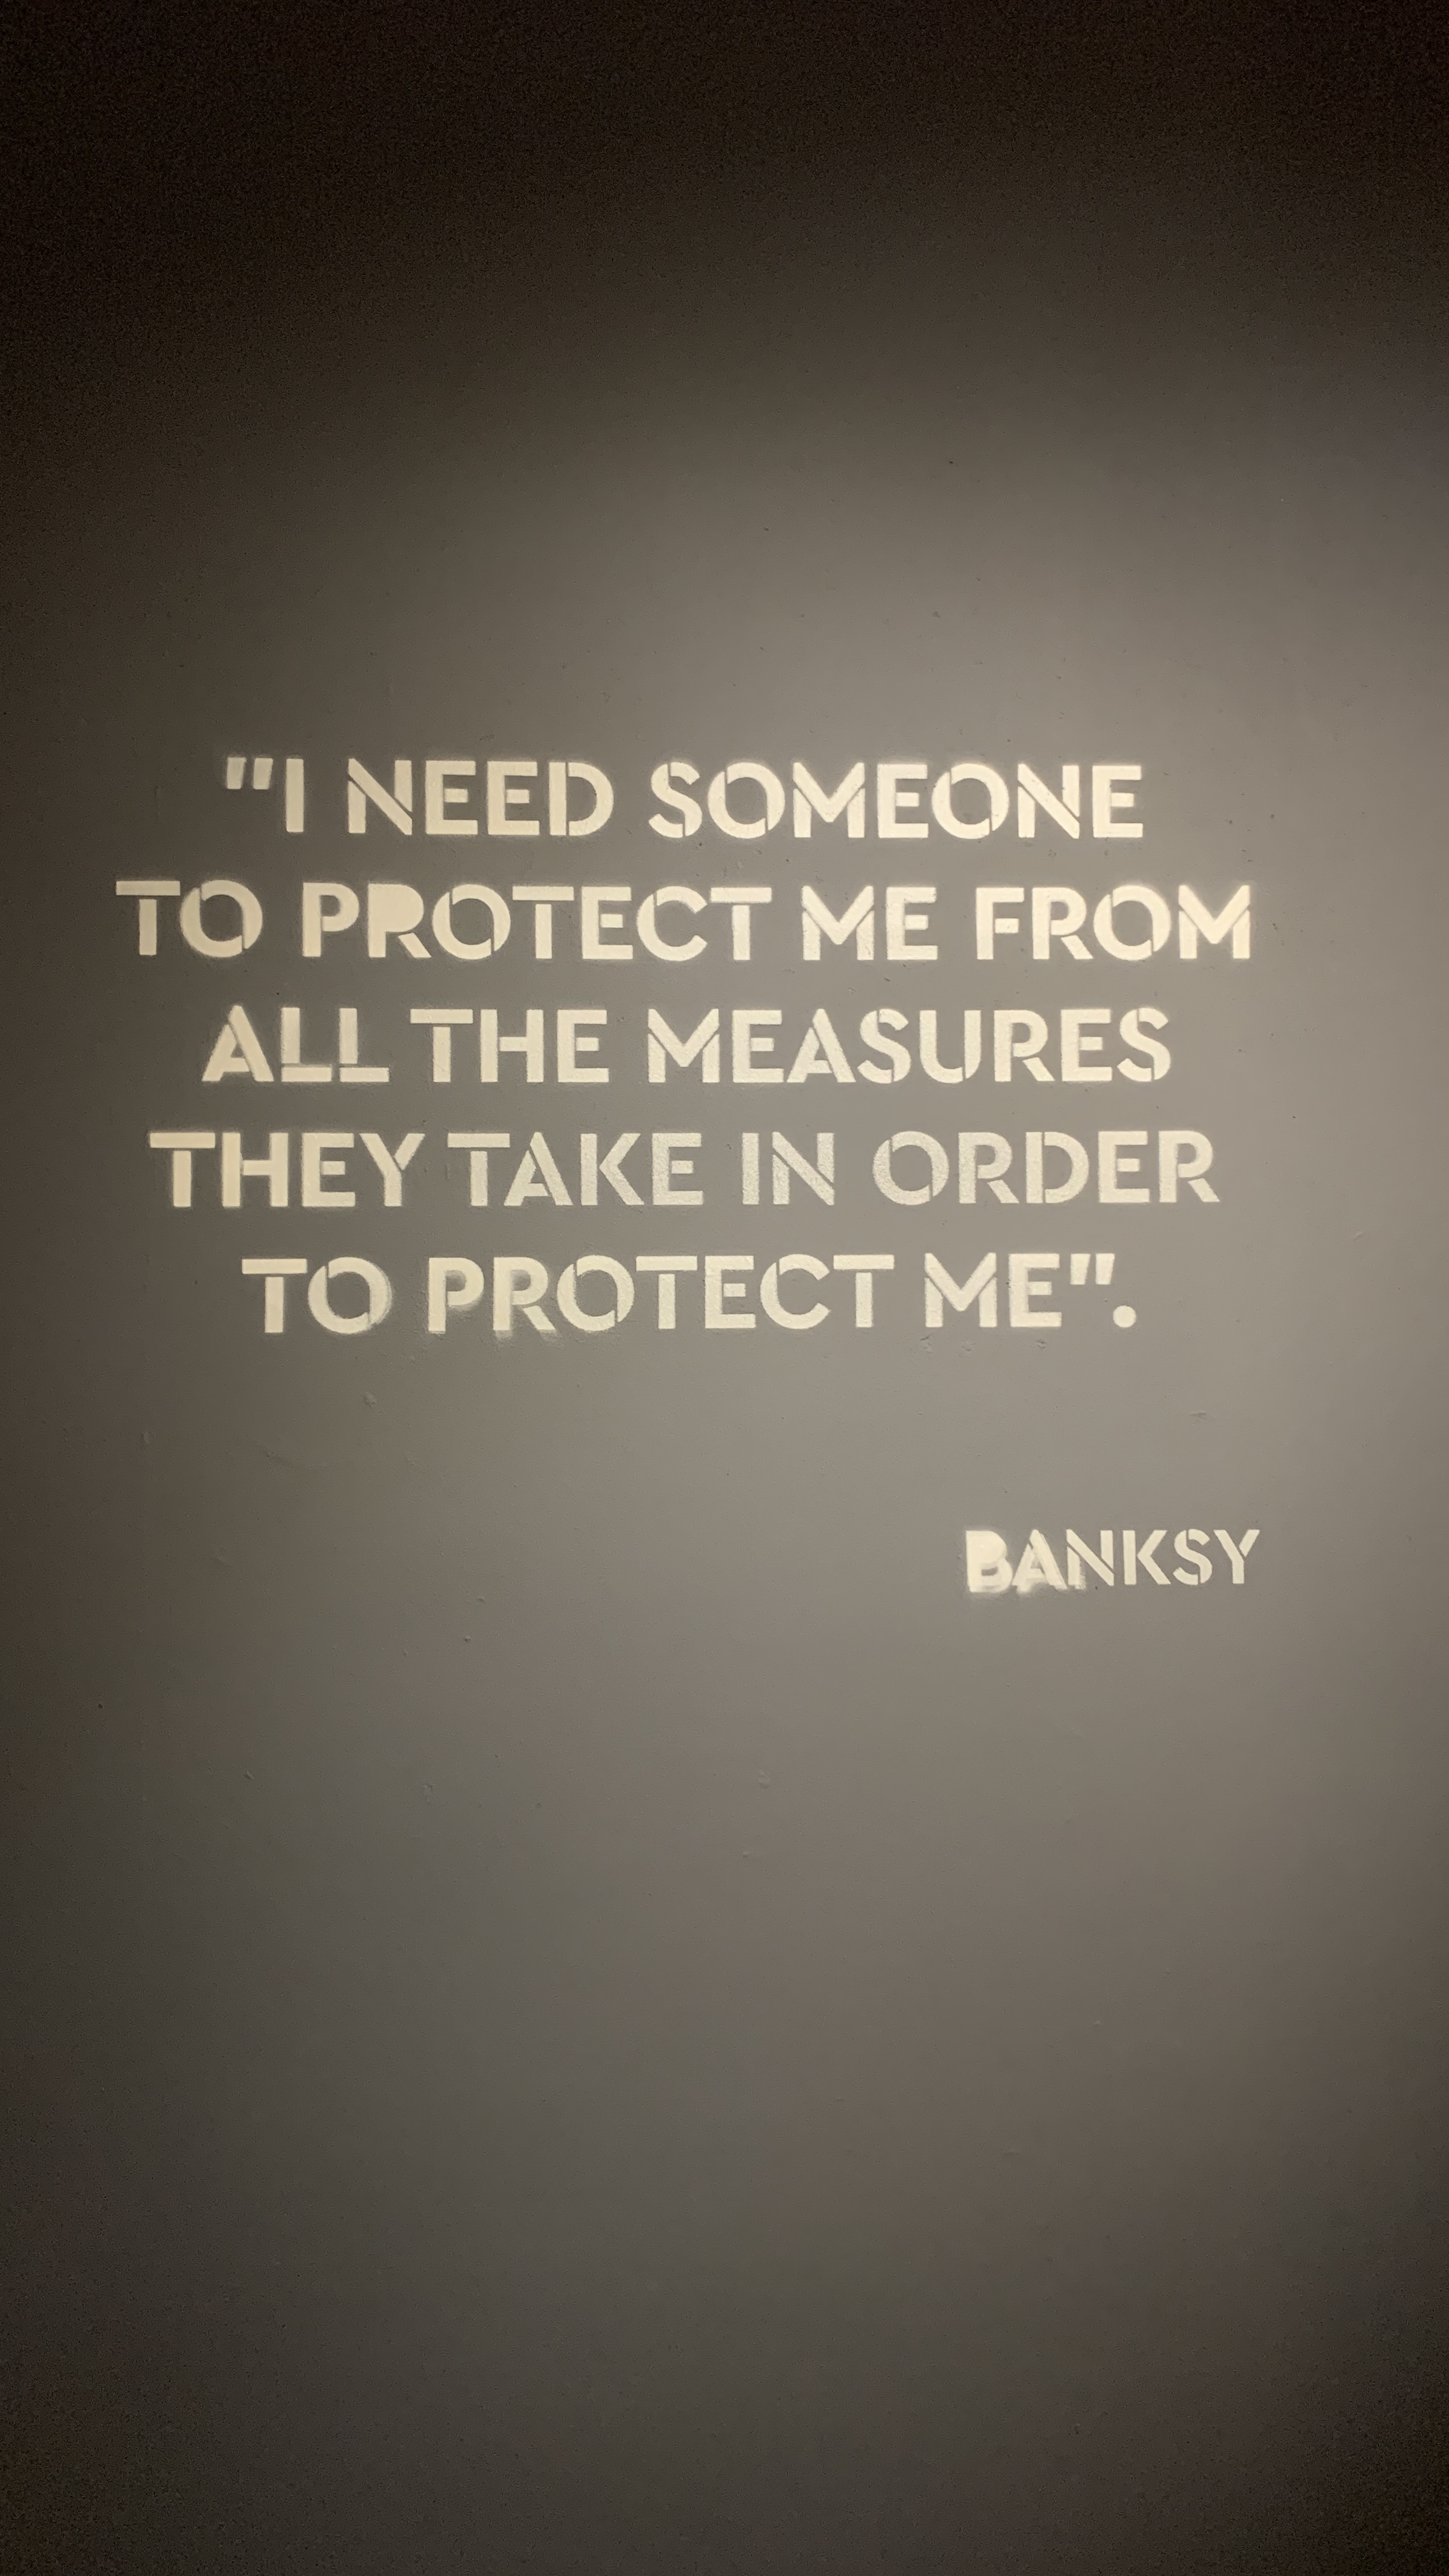 "I NEED SOMEONE
TO PROTECT ME FROM
ALL THE MEASURES
THEY TAKE IN ORDER
TO PROTECT ME".
BANKSY